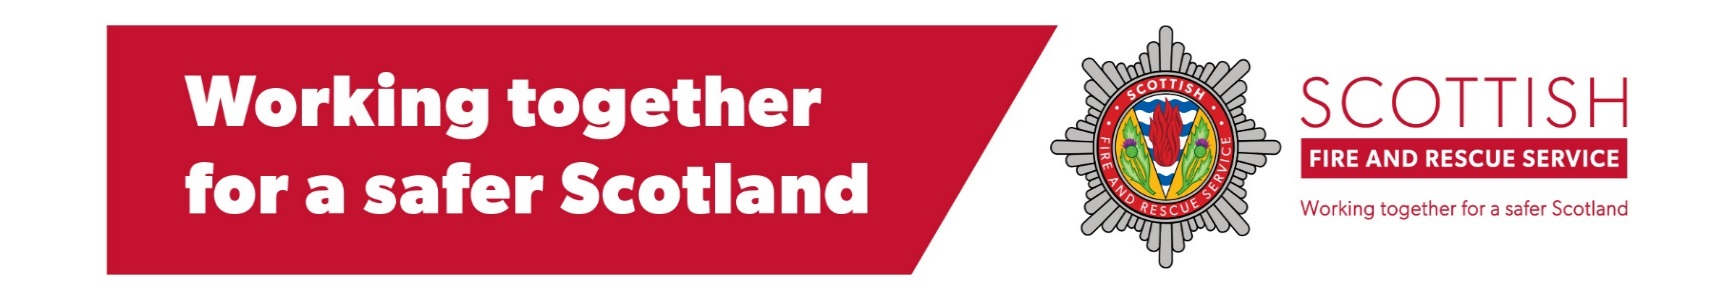 Working together
for a safer Scotland
SCOTTISH
FIRE AND RESCUE SERVICE
SCOTTISH
FIRE AND RESCUE SERVICE
Working together for a safer Scotland